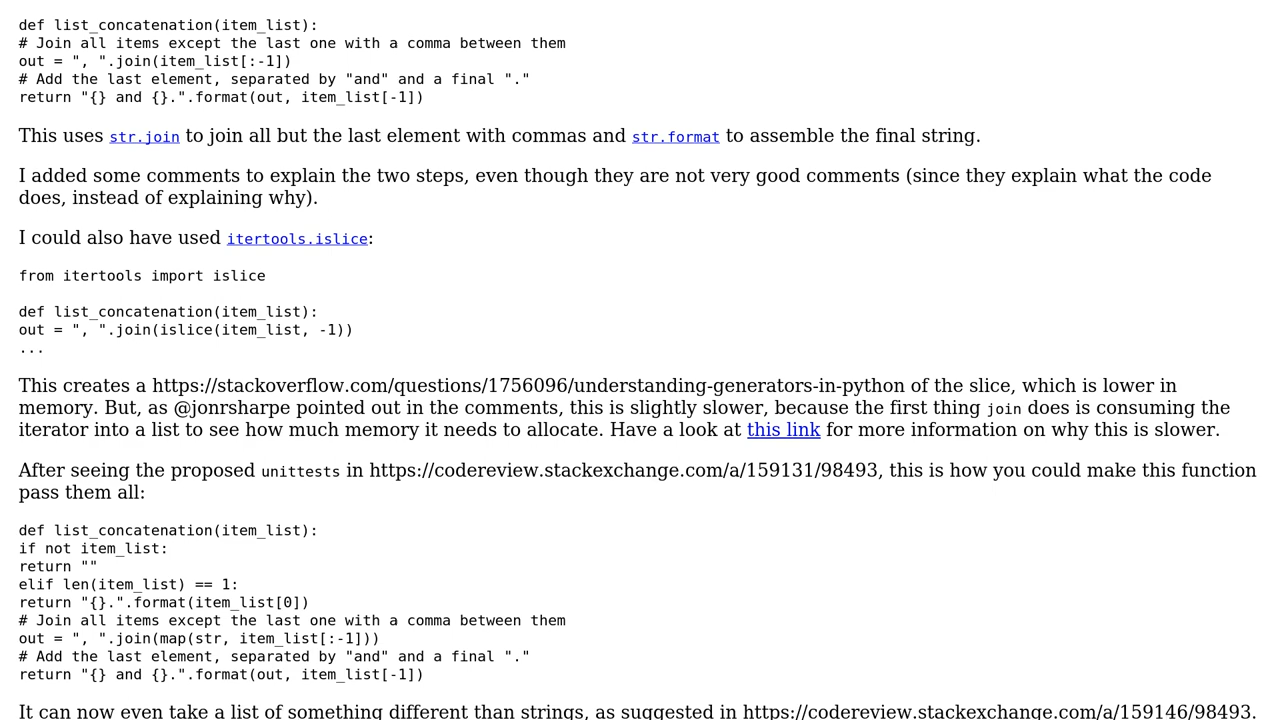 def list_concatenation(item_list):
# Join all items except the last one with a comma between them
out = ", ".join(item_list[:-1])
# Add the last element, separated by "and" and a final "."
return "{} and {}.".format(out, item_list[-1])
This uses str.join to join all but the last element with commas and str.format to assemble the final string.
I added some comments to explain the two steps, even though they are not very good comments (since they explain what the code
does, instead of explaining why).
I could also have used itertools.islice:
from itertools import islice
def list_concatenation(item_list):
out = ", ".join(islice(item_list, -1))
...
This creates a https://stackoverflow.com/questions/1756096/understanding-generators-in-python of the slice, which is lower in
memory. But, as @jonrsharpe pointed out in the comments, this is slightly slower, because the first thing join does is consuming the
iterator into a list to see how much memory it needs to allocate. Have a look at this link for more information on why this is slower.
After seeing the proposed unittests in https://codereview.stackexchange.com/a/159131/98493, this is how you could make this function
pass them all:
def list_concatenation(item_list):
if not item_list:
return ""
elif len(item_list) == 1:
return "{}.".format(item_list[0])
# Join all items except the last one with a comma between them
out = ", ".join(map(str, item_list[:-1]))
# Add the last element, separated by "and" and a final "."
return "{} and {}.".format(out, item_list[-1])
It can now even take a list of something different than strings, as suggested in https://codereview.stackexchange.com/a/159146/98493.